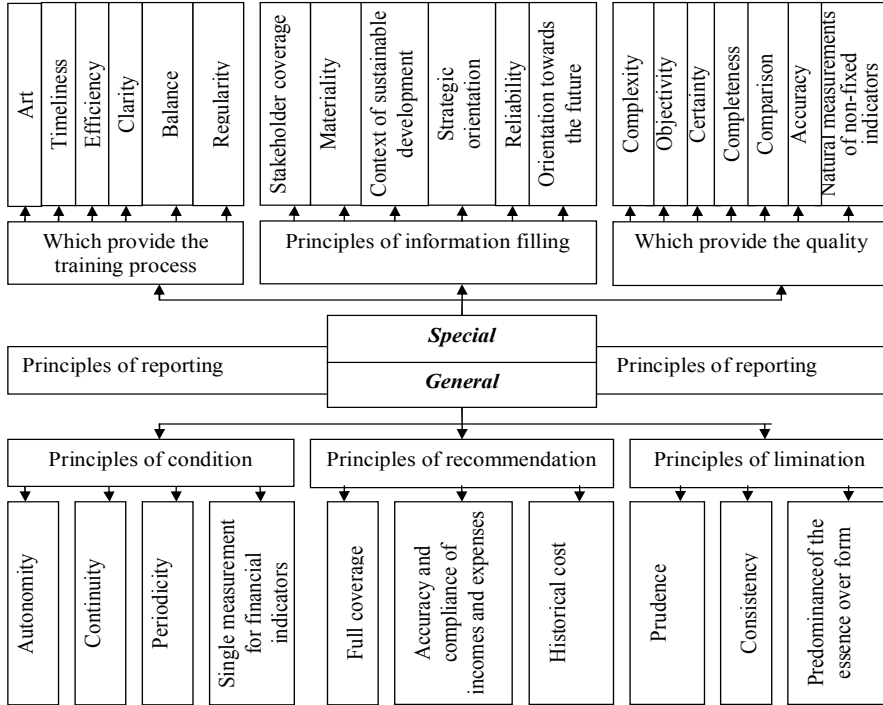 Art
Timeliness
Efficiency
Clarity
Balance
Regularity
Stakeholder coverage
Materiality
Context of sustainable
development
Strategic
orientation
Reliability
Orientation towards
the future
Complexity
Objectivity
Certainty
Completeness
Comparison
Accuracy
Natural measurements
of non-fixed
indicators
Which provide the
training process
Principles of information filling
Which provide the quality
Special
Principles of reporting
Principles of reporting
General
Principles of condition
Principles of recommendation
Principles of limination
Autonomity
Continuity
Periodicity
Single measurement
for financial
indicators
Full coverage
Accuracy and
compliance of
incomes and expenses
Historical cost
Prudence
Consistency
Predominanceof the
essence over form